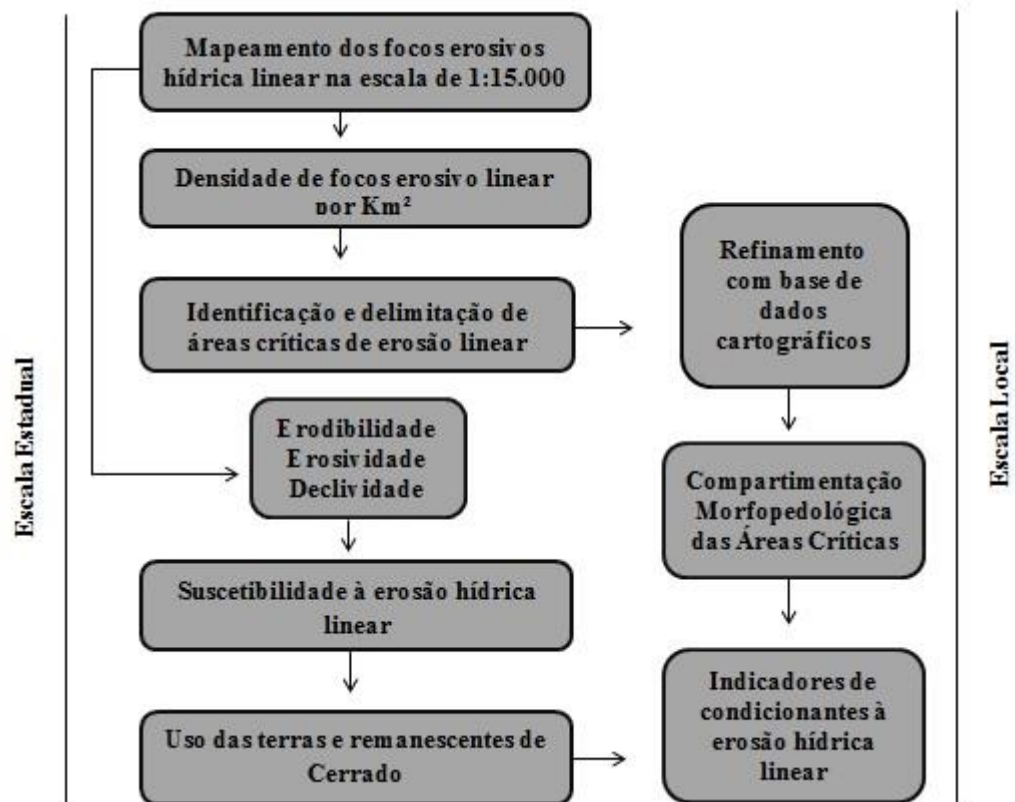 Mapeamento dos focos erosivos
hídrica linear na escala de 1:15.000
Densidade de focos erosivo linear
por Km²
Identificação e delimitação de
áreas críticas de erosão linear
Refinamento
com base de
dados
cartográficos
Escala Estadual
Escala Local
Erodibilidade
Erosividade
Declividade
Compartimentação
Morfopedológica
das Áreas Críticas
Suscetibilidade à erosão hídrica
linear
Uso das terras e remanescentes de
Cerrado
Indicadores de
condicionantes à
erosão hídrica
linear